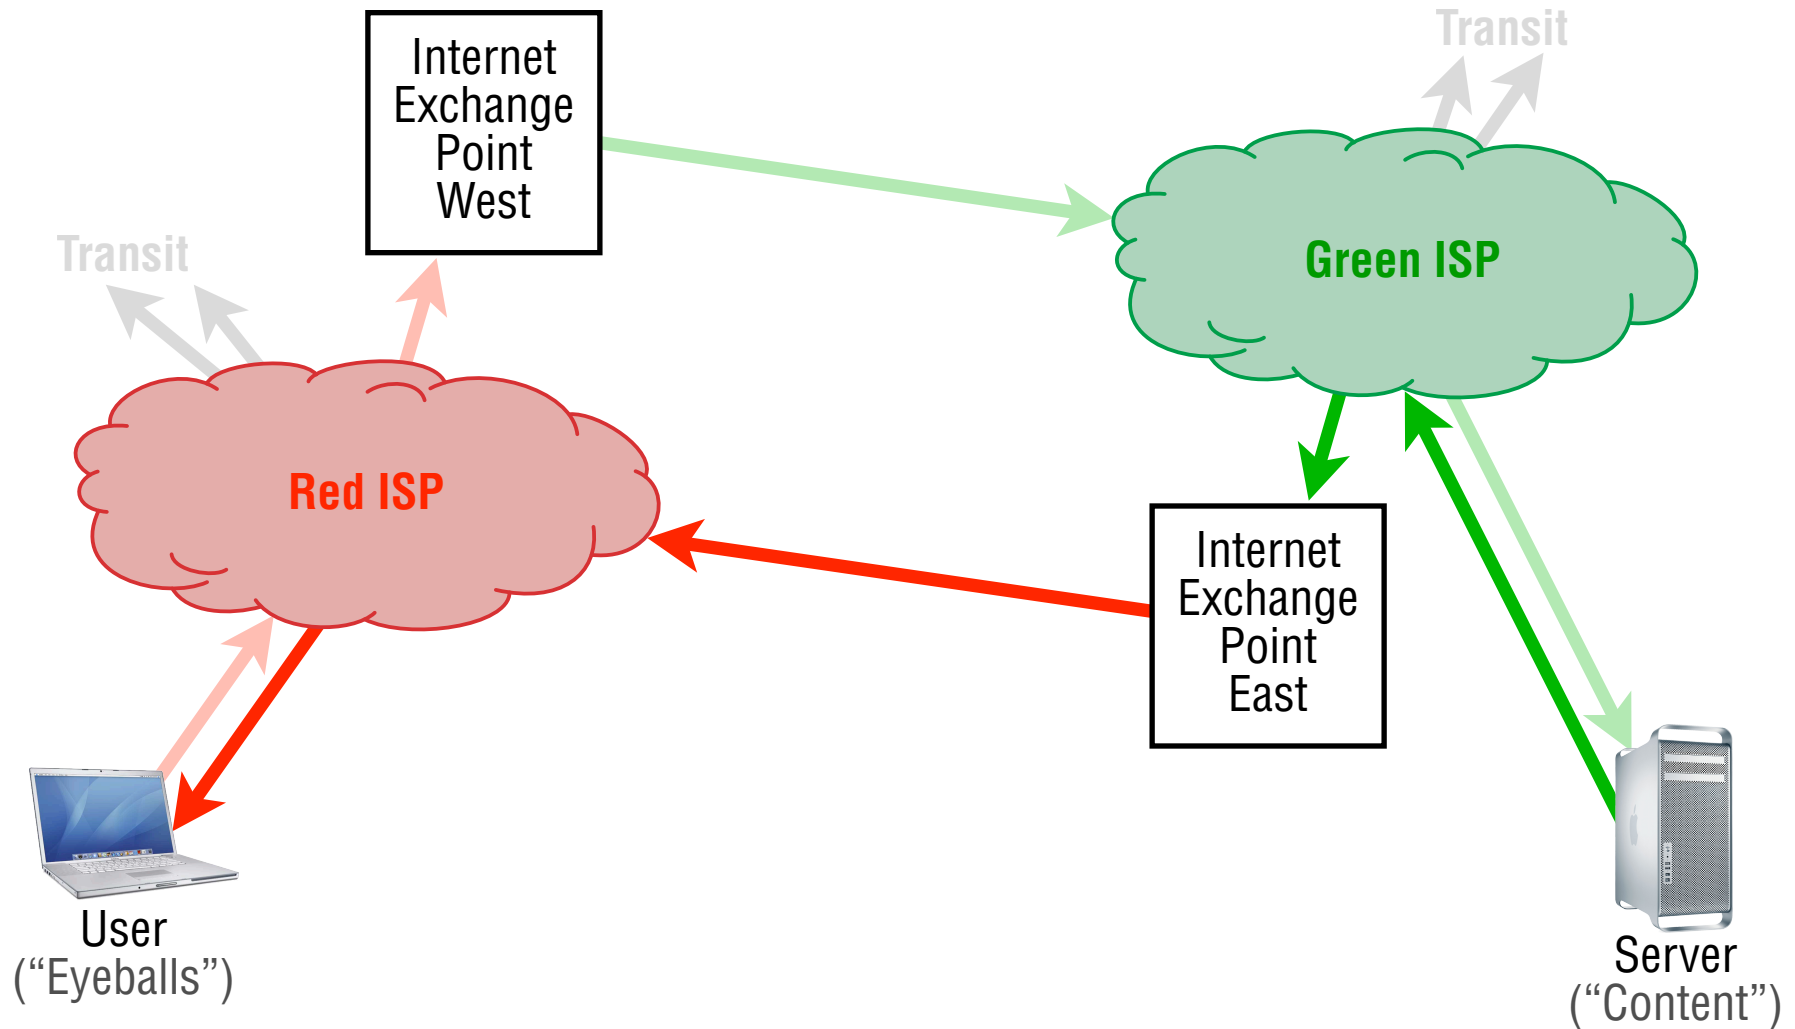 Transit
Internet
Exchange
Point
West
Transit
Green ISP
Red ISP
Internet
Exchange
Point
East
User
(“Eyeballs”)
Server
(“Content”)